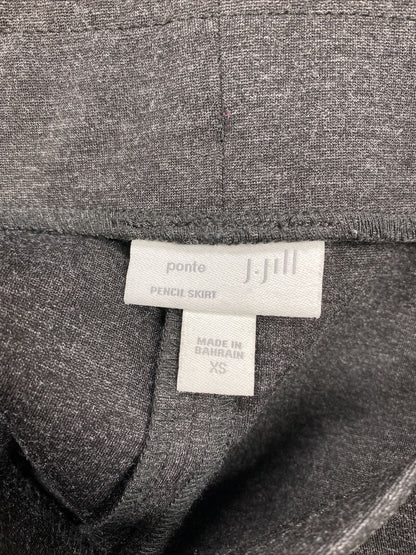 ponte j.jill
PENCIL SKIRT
MADE IN
BAHRAIN
XS